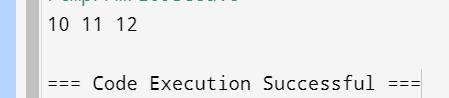 10 11 12
=== Code Execution Successful ===